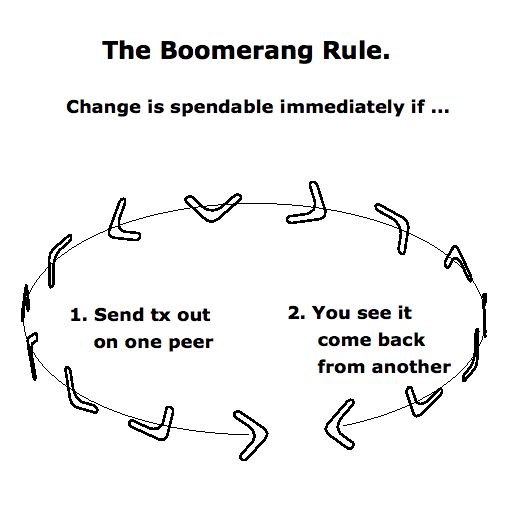 The Boomerang Rule.
Change is spendable immediately if ...
1. Send tx out
on one peer
2. You see it
come back
from another